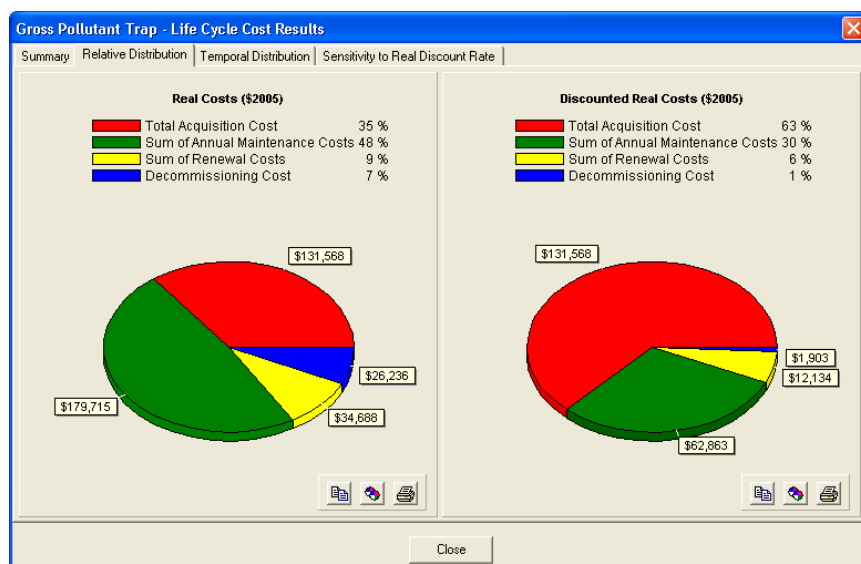 Gross Pollutant Trap - Life Cycle Cost Results
Summary Relative Distribution Temporal Distribution Sensitivity to Real Discount Rate
Real Costs ($2005)
Total Acquisition Cost 35 %
Sum of Annual Maintenance Costs 48 %
Sum of Renewal Costs 9 %
Decommissioning Cost 7 %
$131,568
$26,236
$34,688
$179,715
Discounted Real Costs ($2005)
Total Acquisition Cost 63 %
Sum of Annual Maintenance Costs 30 %
Sum of Renewal Costs 6 %
Decommissioning Cost 1 %
$131,568
$1,903
$12,134
$62,863
Close